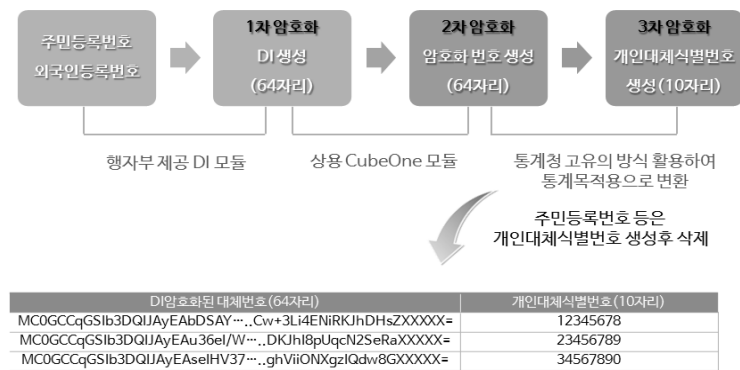 주민등록번호
외국인등록번호
1차 암호화
DI 생성
(64자리)
2차 암호화
암호화 번호 생성
(64자리)
3차 암호화
개인대체식별번호
생성 (10자리)
행자부 제공 DI 모듈
상용 CubeOne 모듈
통계청 고유의 방식 활용하여
통계목적용으로 변환
주민등록번호 등은
개인대체식별번호 생성후 삭제
DI암호화된 대체번호 (64자리)
개인대체식별번호 (10자리)
MC0GCCqGSIb3DQIJAyEAbDSAY…..Cw+3Li4ENiRKJhDHsZXXXXX=
12345678
MC0GCCqGSIb3DQIJAyEAu36eI/W…..DKJhI8pUqcN2SeRaXXXXX=
23456789
MC0GCCqGSIb3DQIJAyEAseIHV37…..ghViiONXgzIQdw8GXXXXX=
34567890